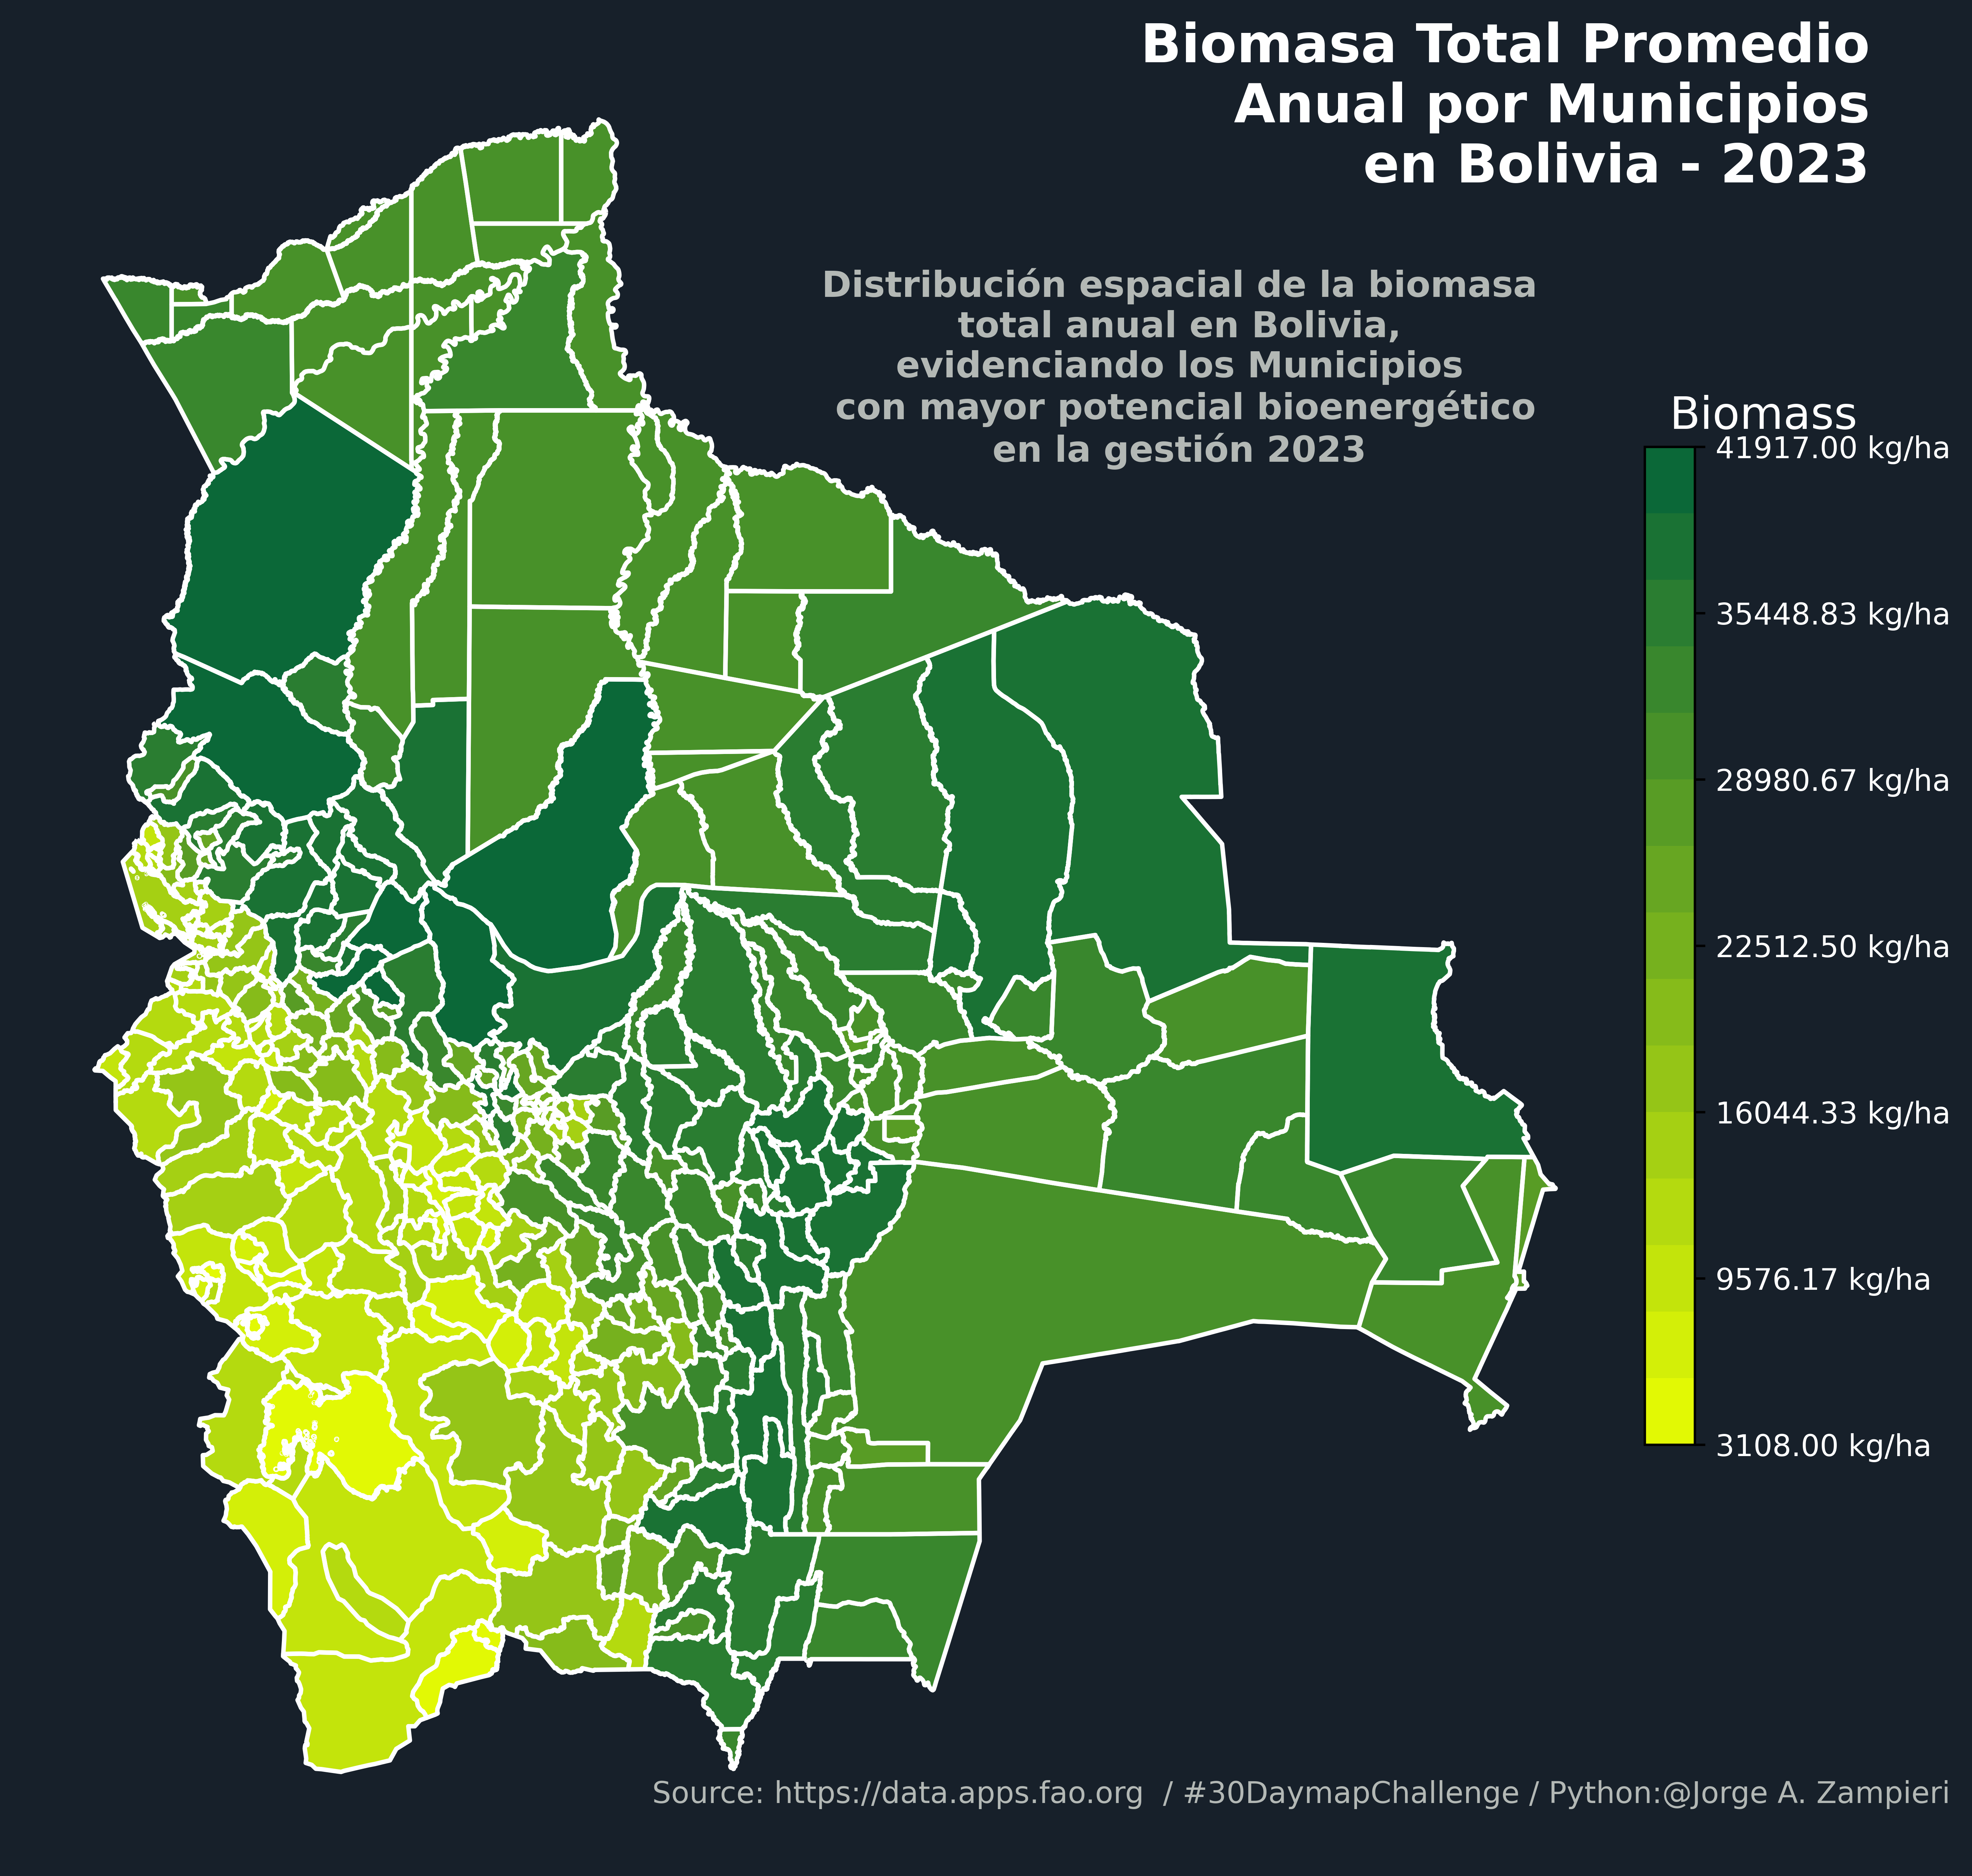 Biomasa Total Promedio
Anual por Municipios
en Bolivia - 2023
Distribución espacial de la biomasa
total anual en Bolivia,
evidenciando los Municipios
con mayor potencial bioenergético
en la gestión 2023
Biomass
41917.00 kg/ha
35448.83 kg/ha
28980.67 kg/ha
22512.50 kg/ha
16044.33 kg/ha
9576.17 kg/ha
3108.00 kg/ha
Source: https://data.apps.fao.org  / #30DaymapChallenge / Python:@Jorge A. Zampieri